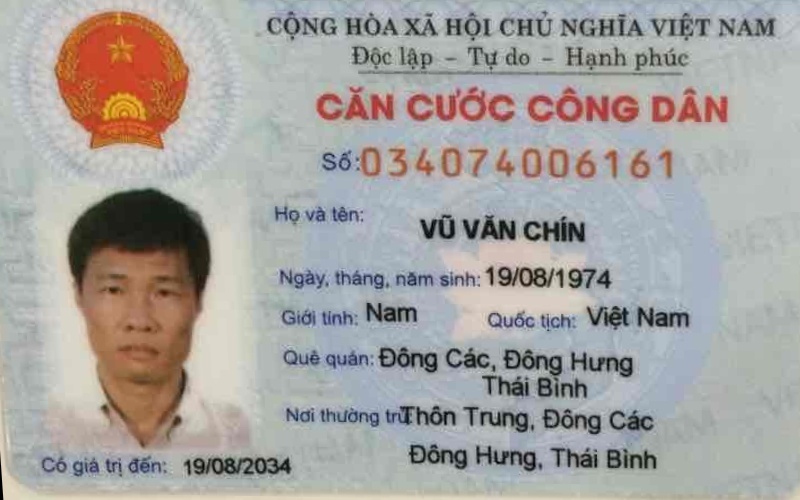 CỘNG HÒA XÃ HỘI CHỦ NGHĨA VIỆT NAM
Độc lập – Tự do – Hạnh phúc
CĂN CƯỚC CÔNG DÂN
Số: 034074006161
Họ và tên: VŨ VĂN CHÍN
Ngày, tháng, năm sinh: 19/08/1974
Giới tính: Nam Quốc tịch: Việt Nam
Quê quán: Đông Các, Đông Hưng
Thái Bình
Nơi thường trú: Thôn Trung, Đông Các
Đông Hưng, Thái Bình
Có giá trị đến: 19/08/2034